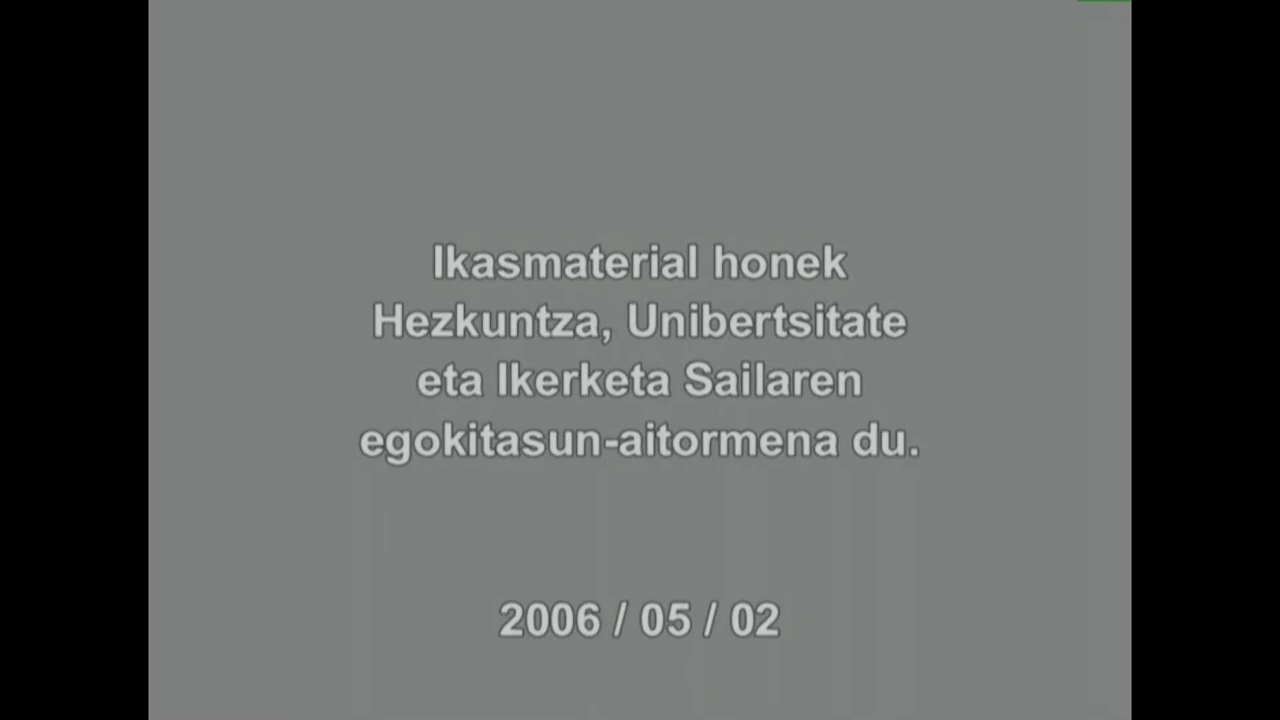 Ikasmaterial honek
Hezkuntza, Unibertsitate
eta Ikerketa Sailaren
egokitasun-aitormena du.
2006 / 05 / 02